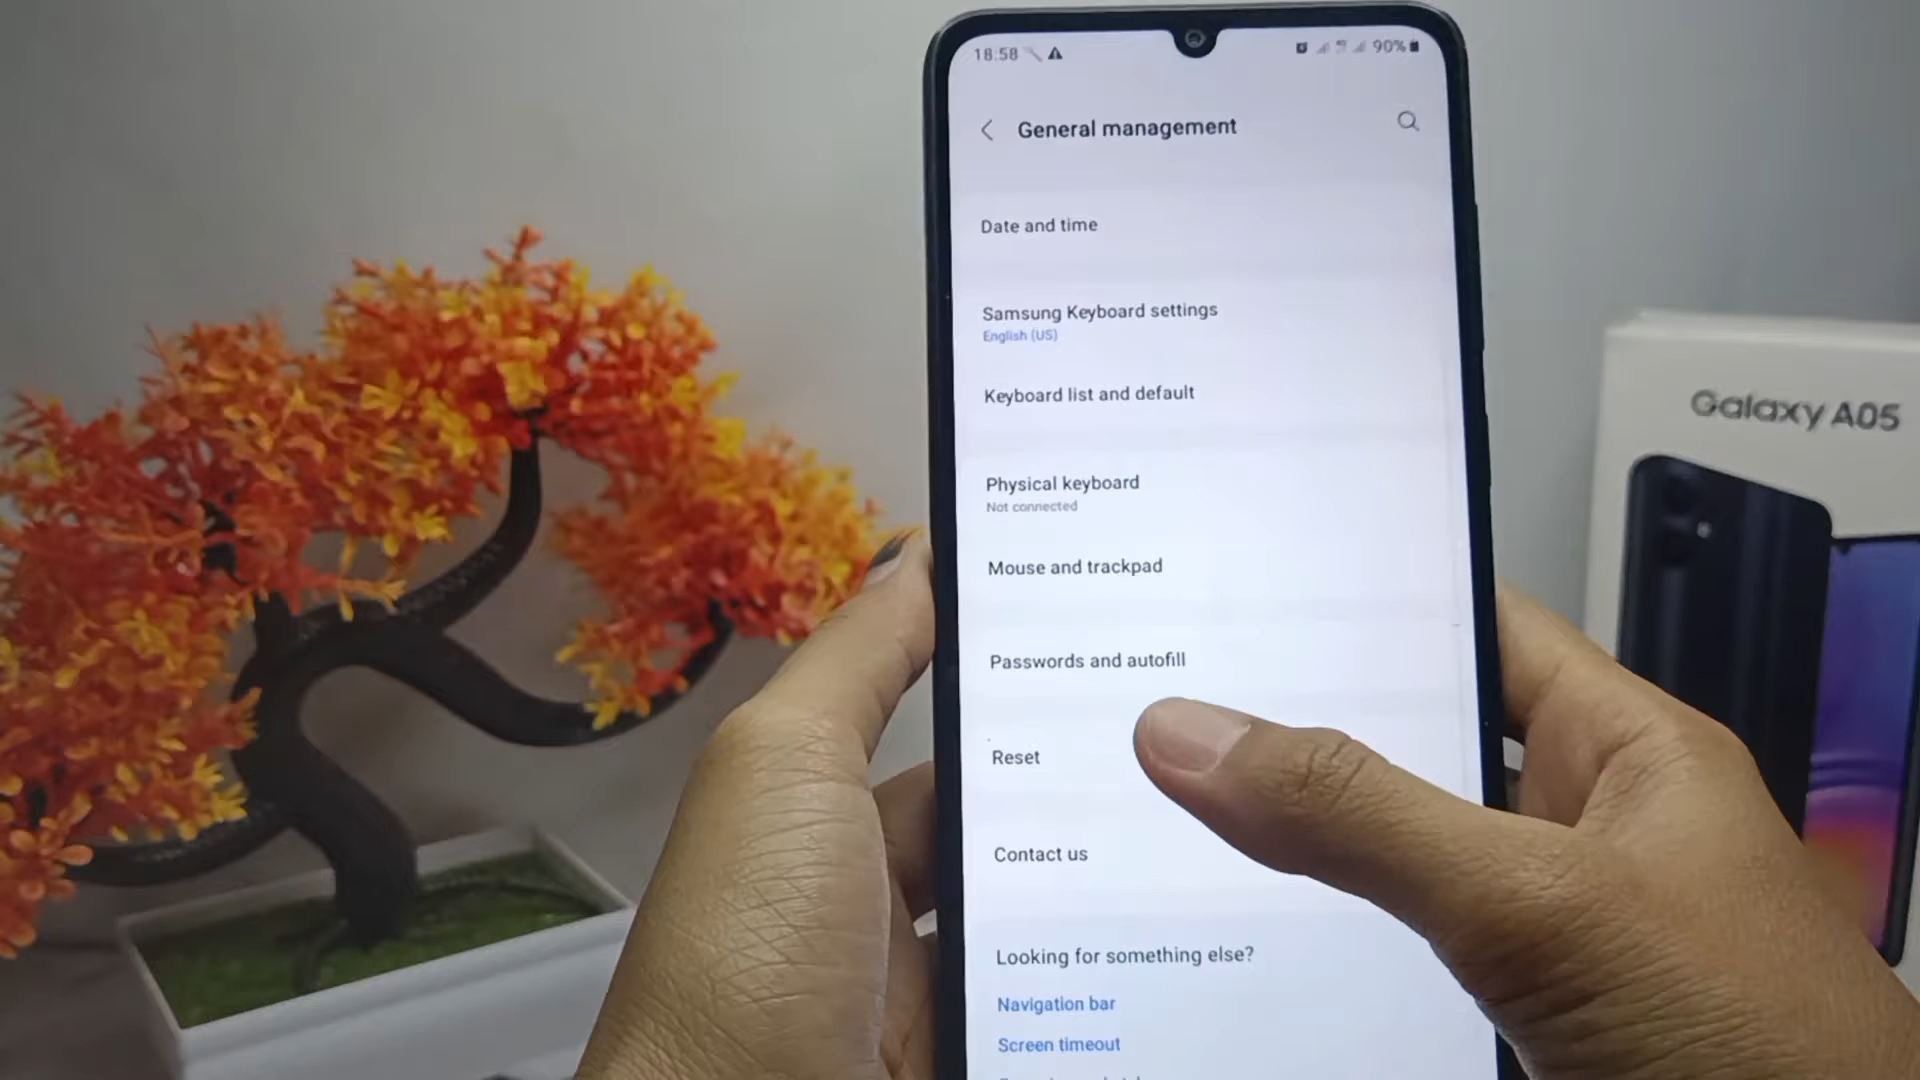 18:58
90%
General management
Date and time
Samsung Keyboard settings
English (US)
Keyboard list and default
Physical keyboard
Not connected
Mouse and trackpad
Passwords and autofill
Reset
Contact us
Looking for something else?
Navigation bar
Screen timeout
Galaxy A05